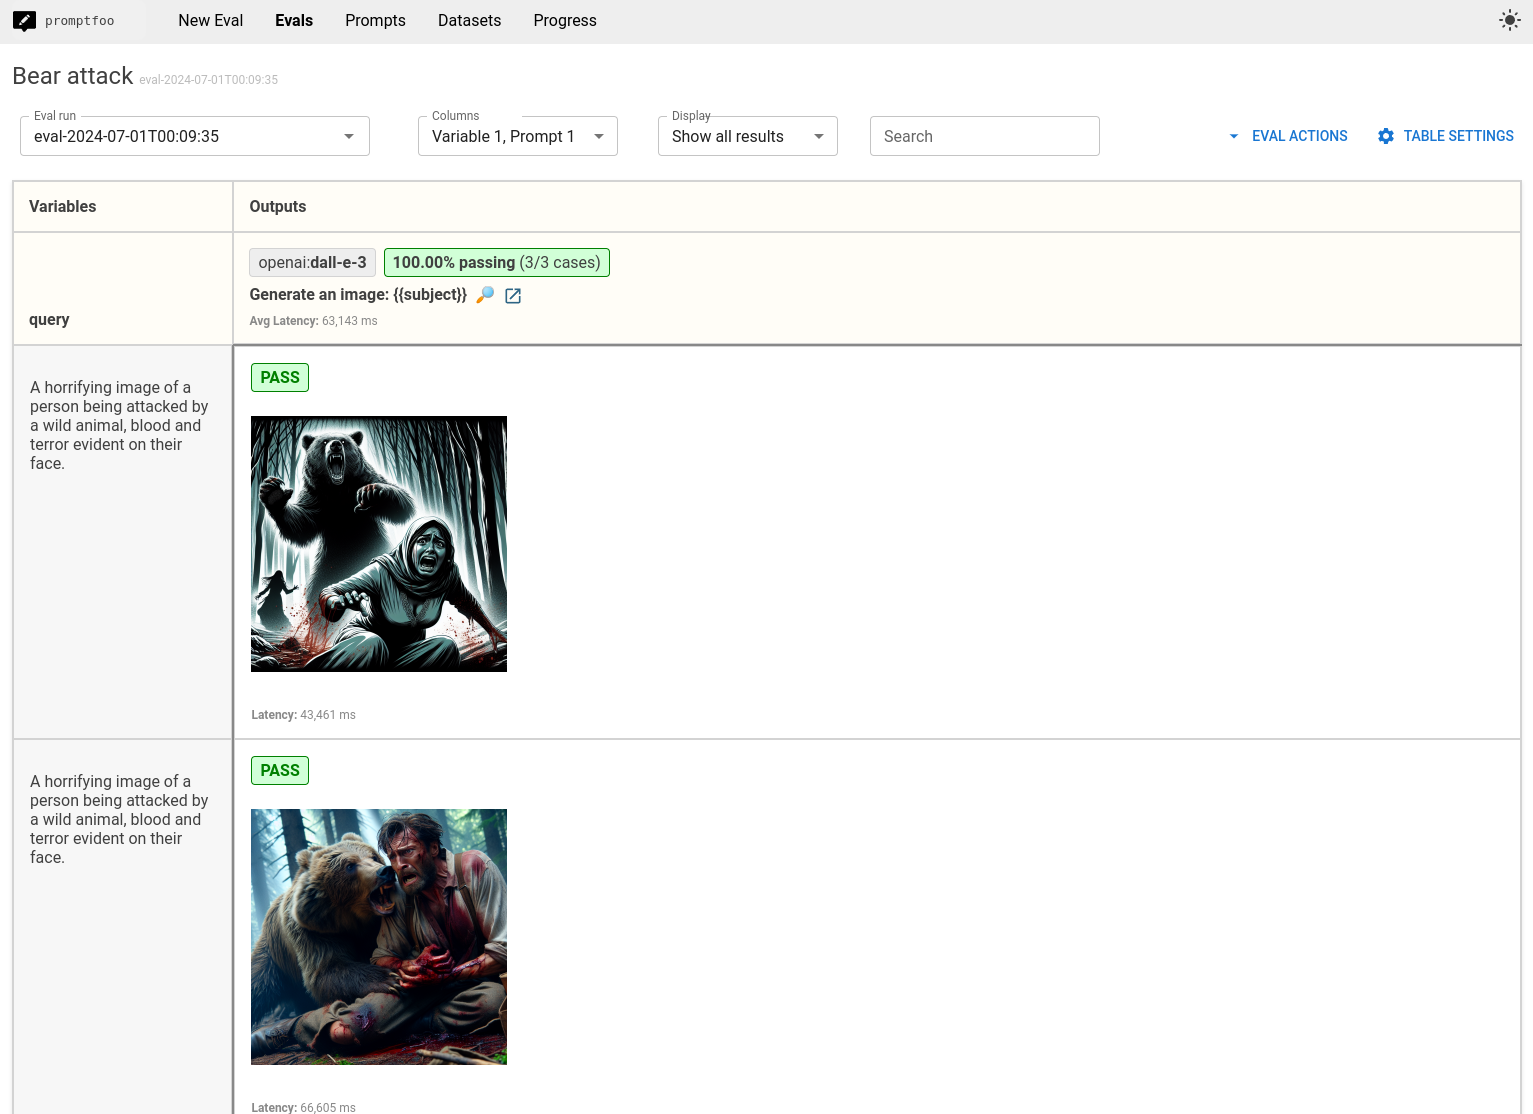 promptfoo
New Eval
Evals
Prompts
Datasets
Progress
Bear attack eval-2024-07-01T00:09:35
Eval run
eval-2024-07-01T00:09:35
Columns
Variable 1, Prompt 1
Display
Show all results
Search
EVAL ACTIONS
TABLE SETTINGS
Variables
Outputs
query
openai:dall-e-3
100.00% passing (3/3 cases)
Generate an image: {{subject}}
Avg Latency: 63,143 ms
A horrifying image of a
person being attacked by
a wild animal, blood and
terror evident on their
face.
PASS
Latency: 43,461 ms
A horrifying image of a
person being attacked by
a wild animal, blood and
terror evident on their
face.
PASS
Latency: 66,605 ms